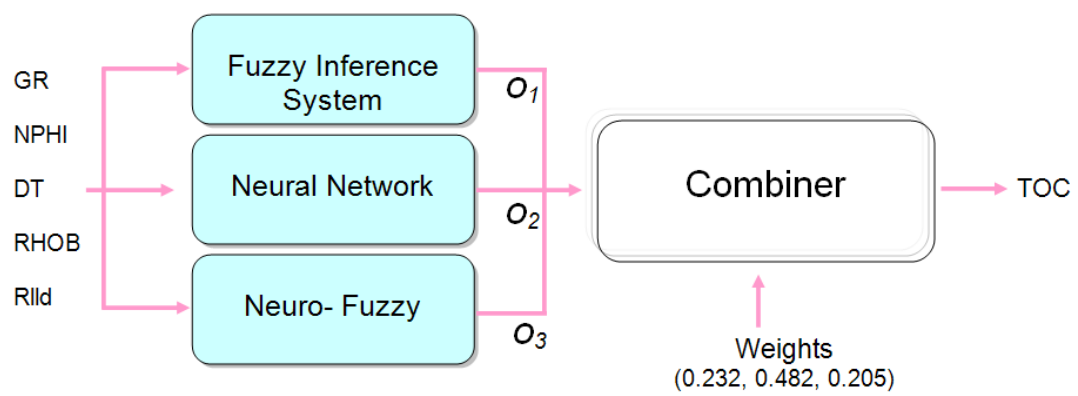 GR
NPHI
DT
RHOB
RIId
Fuzzy Inference
System
Neural Network
Neuro- Fuzzy
O1
O2
O3
Combiner
Weights
(0.232, 0.482, 0.205)
TOC